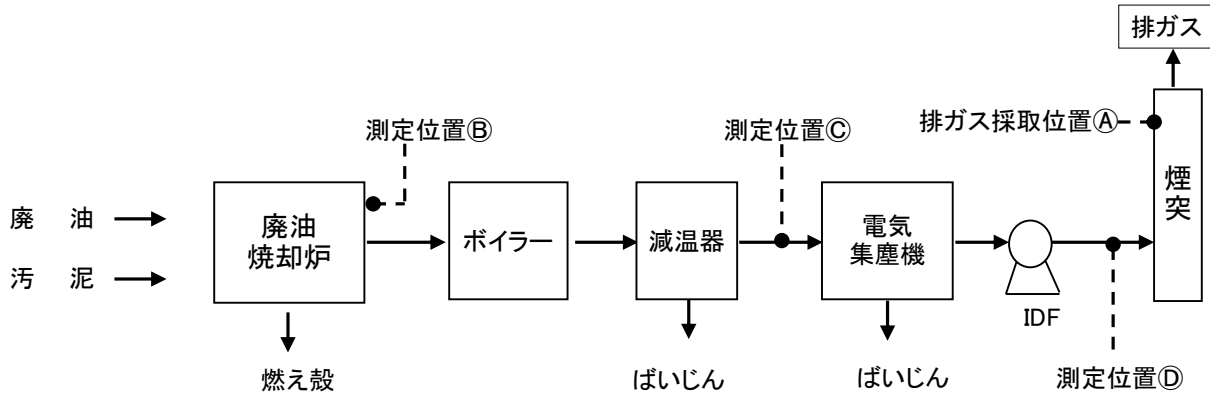 排ガス
測定位置Ⓑ
測定位置Ⓒ
排ガス採取位置Ⓐ
煙突
廃　油
汚　泥
廃油
焼却炉
ボイラー
減温器
電気
集塵機
IDF
燃え殻
ばいじん
ばいじん
測定位置Ⓓ